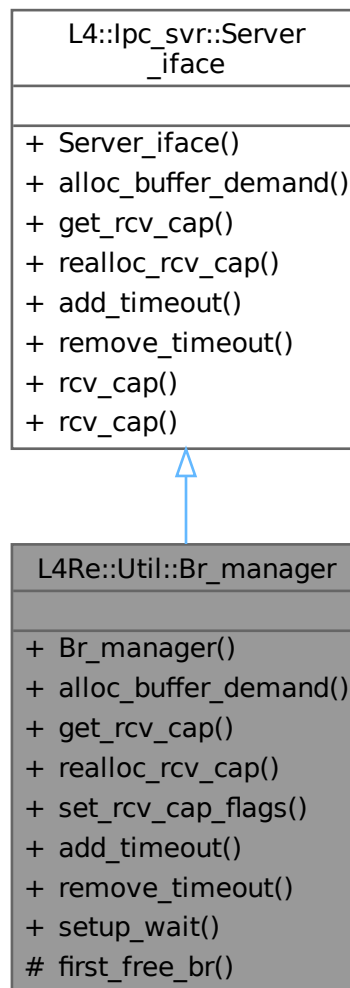 L4::Ipc_svr::Server
_iface
+ Server_iface()
+ alloc_buffer_demand()
+ get_rcv_cap()
+ realloc_rcv_cap()
+ add_timeout()
+ remove_timeout()
+ rcv_cap()
+ rcv_cap()
L4Re::Util::Br_manager
+ Br_manager()
+ alloc_buffer_demand()
+ get_rcv_cap()
+ realloc_rcv_cap()
+ set_rcv_cap_flags()
+ add_timeout()
+ remove_timeout()
+ setup_wait()
# first_free_br()